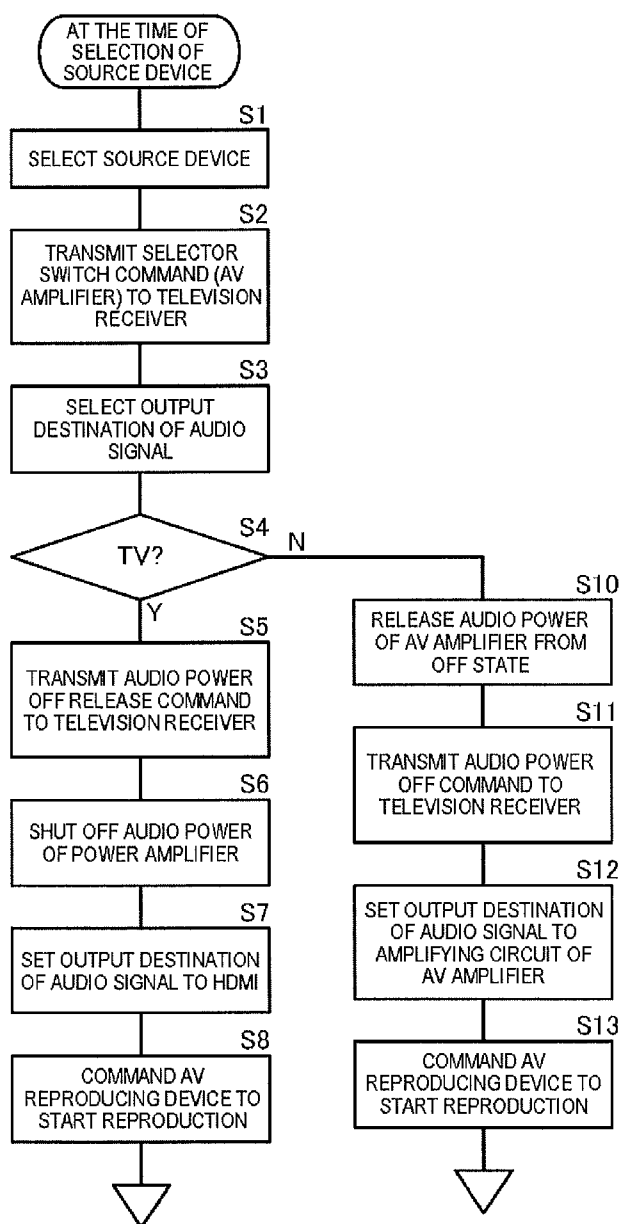 AT THE TIME OF
SELECTION OF
SOURCE DEVICE
S1
SELECT SOURCE DEVICE
S2
TRANSMIT SELECTOR
SWITCH COMMAND (AV
AMPLIFIER) TO TELEVISION
RECEIVER
S3
SELECT OUTPUT
DESTINATION OF AUDIO
SIGNAL
S4
TV?
N
Y
S5
TRANSMIT AUDIO POWER
OFF RELEASE COMMAND
TO TELEVISION RECEIVER
S6
SHUT OFF AUDIO POWER
OF POWER AMPLIFIER
S7
SET OUTPUT DESTINATION
OF AUDIO SIGNAL TO HDMI
S8
COMMAND AV
REPRODUCING DEVICE TO
START REPRODUCTION
S10
RELEASE AUDIO POWER
OF AV AMPLIFIER FROM
OFF STATE
S11
TRANSMIT AUDIO POWER
OFF COMMAND TO
TELEVISION RECEIVER
S12
SET OUTPUT DESTINATION
OF AUDIO SIGNAL TO
AMPLIFYING CIRCUIT OF
AV AMPLIFIER
S13
COMMAND AV
REPRODUCING DEVICE TO
START REPRODUCTION